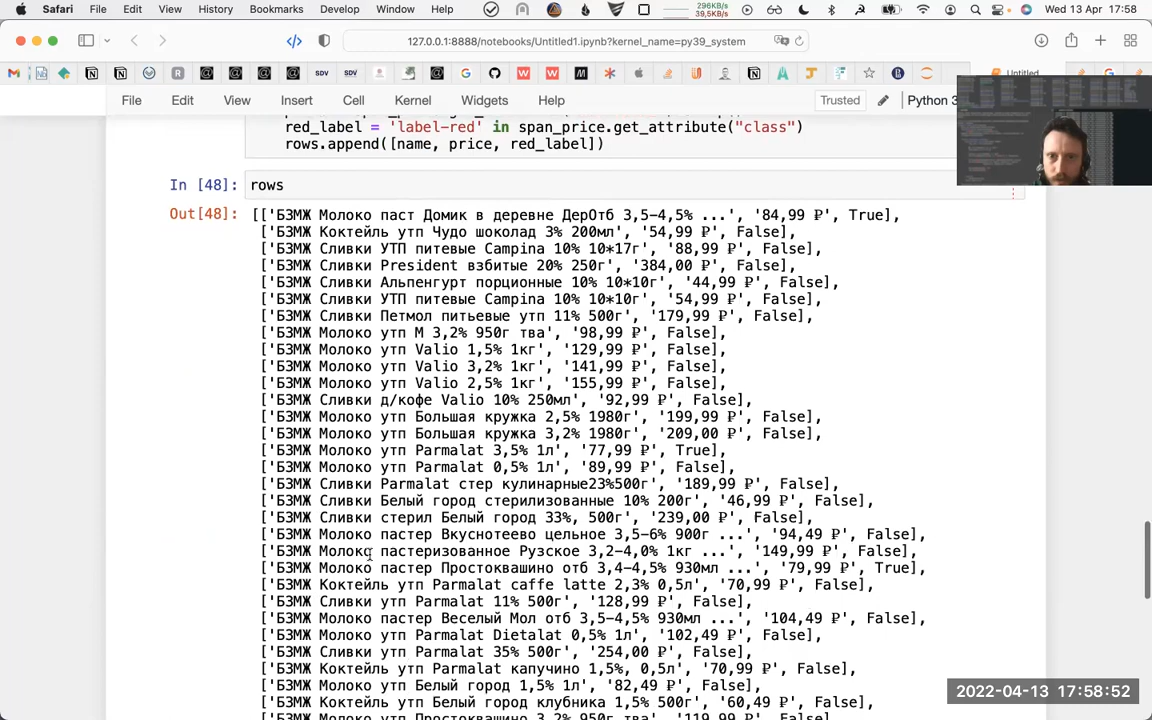 Safari File Edit View History Bookmarks Develop Window Help 296KB/s 39,5KB/s Wed 13 Apr 17:58
127.0.0.1:8888/notebooks/Untitled1.ipynb?kernel_name=py39_system
SDV SDV Untitled
File Edit View Insert Cell Kernel Widgets Help Trusted Python 3
red_label = 'label-red' in span_price.get_attribute("class")
rows.append([name, price, red_label])
In [48]: rows
Out[48]: [['БЗМЖ Молоко паст Домик в деревне ДерОтб 3,5-4,5% ...', '84,99 ₽', True],
['БЗМЖ Коктейль утп Чудо шоколад 3% 200мл', '54,99 ₽', False],
['БЗМЖ Сливки УТП питевые Campina 10% 10*17г', '88,99 ₽', False],
['БЗМЖ Сливки President взбитые 20% 250г', '384,00 ₽', False],
['БЗМЖ Сливки Альпенгурт порционные 10% 10*10г', '44,99 ₽', False],
['БЗМЖ Сливки УТП питевые Campina 10% 10*10г', '54,99 ₽', False],
['БЗМЖ Сливки Петмол питьевые утп 11% 500г', '179,99 ₽', False],
['БЗМЖ Молоко утп М 3,2% 950г тва', '98,99 ₽', False],
['БЗМЖ Молоко утп Valio 1,5% 1кг', '129,99 ₽', False],
['БЗМЖ Молоко утп Valio 3,2% 1кг', '141,99 ₽', False],
['БЗМЖ Молоко утп Valio 2,5% 1кг', '155,99 ₽', False],
['БЗМЖ Сливки д/кофе Valio 10% 250мл', '92,99 ₽', False],
['БЗМЖ Молоко утп Большая кружка 2,5% 1980г', '199,99 ₽', False],
['БЗМЖ Молоко утп Большая кружка 3,2% 1980г', '209,00 ₽', False],
['БЗМЖ Молоко утп Parmalat 3,5% 1л', '77,99 ₽', True],
['БЗМЖ Молоко утп Parmalat 0,5% 1л', '89,99 ₽', False],
['БЗМЖ Сливки Parmalat стер кулинарные23%500г', '189,99 ₽', False],
['БЗМЖ Сливки Белый город стерилизованные 10% 200г', '46,99 ₽', False],
['БЗМЖ Сливки стерил Белый город 33%, 500г', '239,00 ₽', False],
['БЗМЖ Молоко пастер Вкуснотеево цельное 3,5-6% 900г ...', '94,49 ₽', False],
['БЗМЖ Молоко пастеризованное Рузское 3,2-4,0% 1кг ...', '149,99 ₽', False],
['БЗМЖ Молоко пастер Простоквашино отб 3,4-4,5% 930мл ...', '79,99 ₽', True],
['БЗМЖ Коктейль утп Parmalat caffe latte 2,3% 0,5л', '70,99 ₽', False],
['БЗМЖ Сливки утп Parmalat 11% 500г', '128,99 ₽', False],
['БЗМЖ Молоко пастер Веселый Мол отб 3,5-4,5% 930мл ...', '104,49 ₽', False],
['БЗМЖ Молоко утп Parmalat Dietalat 0,5% 1л', '102,49 ₽', False],
['БЗМЖ Сливки утп Parmalat 35% 500г', '254,00 ₽', False],
['БЗМЖ Коктейль утп Parmalat капучино 1,5%, 0,5л', '70,99 ₽', False],
['БЗМЖ Молоко утп Белый город 1,5% 1л', '82,49 ₽', False],
['БЗМЖ Коктейль утп Белый город клубника 1,5% 500г', '60,49 ₽', False],
['БЗМЖ Молоко утп Простоквашино 3,2% 950г тва', '119,99 ₽', False],
2022-04-13 17:58:52